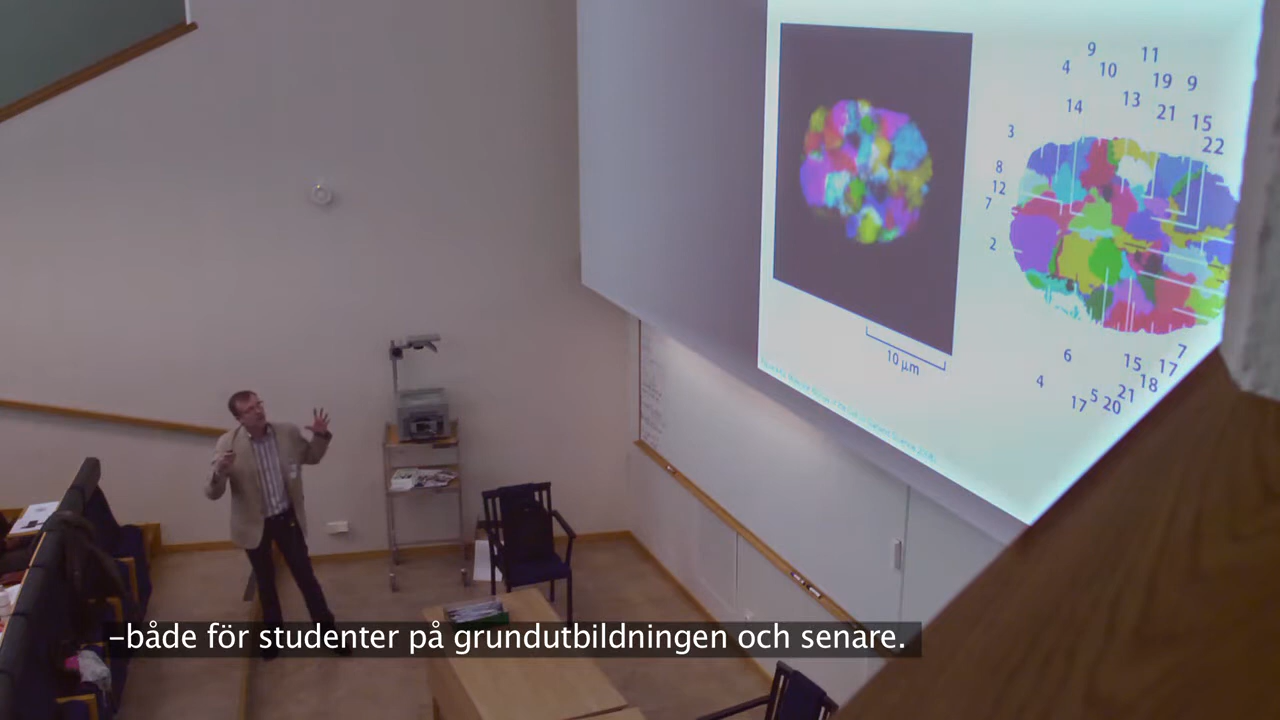 9 11
4 10 19 9
14 13 21 15
3 22
8
12
7
2
10 µm
6 15 17 7
4 21 18
17 5 20
–både för studenter på grundutbildningen och senare.